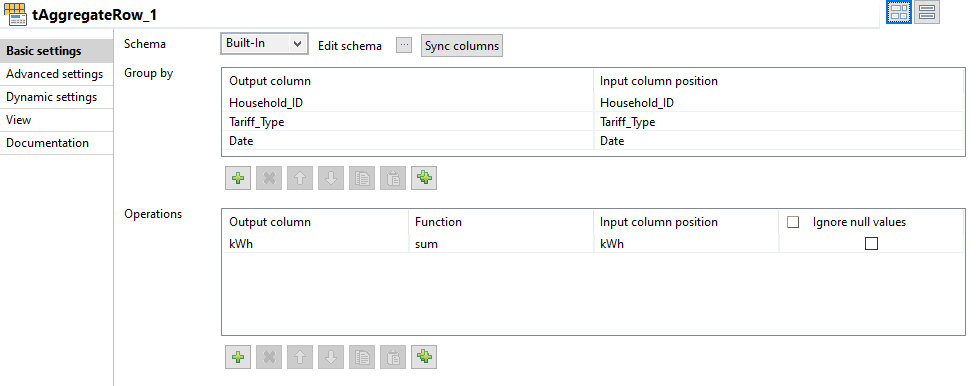 tAggregateRow_1
Basic settings
Advanced settings
Dynamic settings
View
Documentation
Schema Built-In Edit schema ... Sync columns
Group by
Output column Input column position
Household_ID Household_ID
Tariff_Type Tariff_Type
Date Date
Operations
Output column Function Input column position Ignore null values
kWh sum kWh